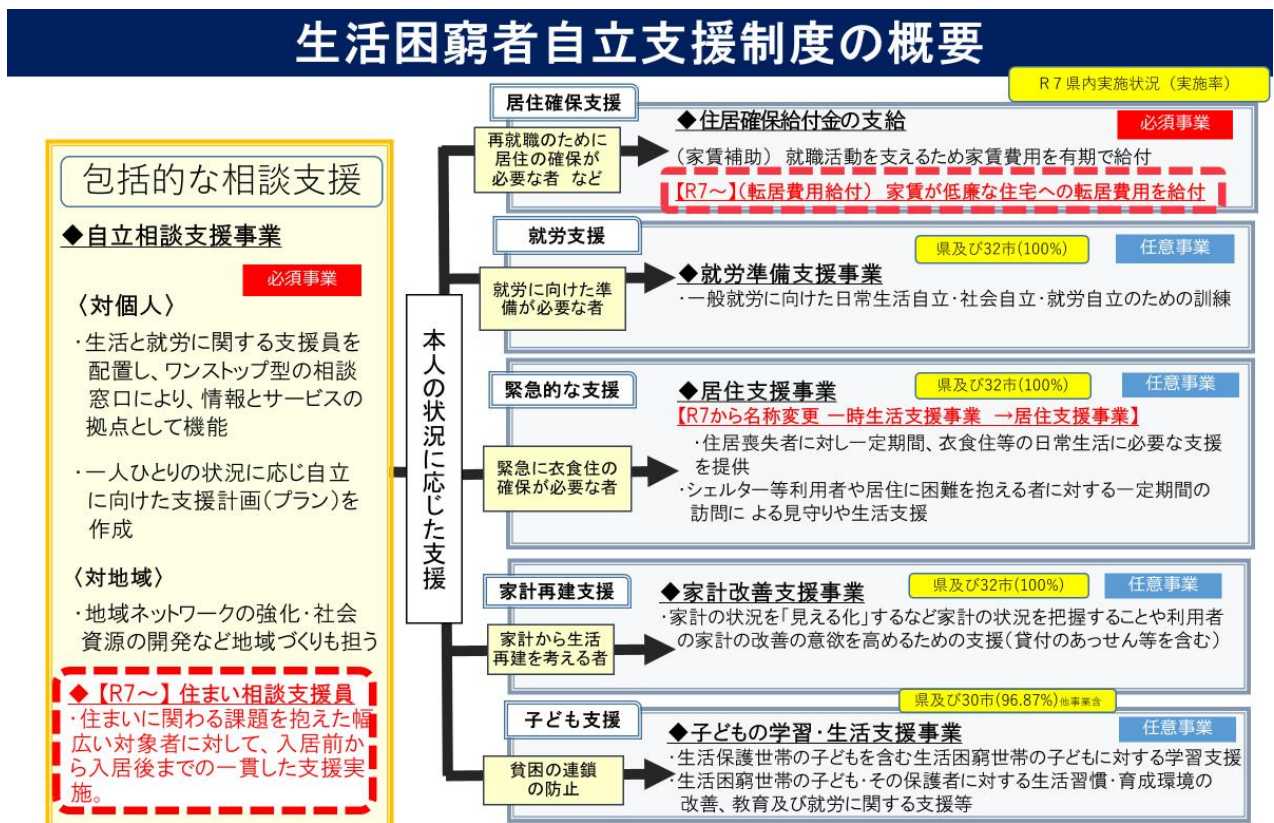 生活困窮者自立支援制度の概要
R7県内実施状況（実施率）
包括的な相談支援
◆自立相談支援事業
必須事業
〈対個人〉
・生活と就労に関する支援員を
配置し、ワンストップ型の相談
窓口により、情報とサービスの
拠点として機能
・一人ひとりの状況に応じ自立
に向けた支援計画（プラン）を
作成
〈対地域〉
・地域ネットワークの強化・社会
資源の開発など地域づくりも担う
◆【R7～】住まい相談支援員
・住まいに関わる課題を抱えた幅
広い対象者に対して、入居前か
ら入居後までの一貫した支援実
施。
本人の状況に応じた支援
居住確保支援
再就職のために
居住の確保が
必要な者 など
◆住居確保給付金の支給
必須事業
（家賃補助） 就職活動を支えるため家賃費用を有期で給付
【R7～】（転居費用給付） 家賃が低廉な住宅への転居費用を給付
就労支援
就労に向けた準
備が必要な者
県及び32市(100%)
任意事業
◆就労準備支援事業
・一般就労に向けた日常生活自立・社会自立・就労自立のための訓練
緊急的な支援
緊急に衣食住の
確保が必要な者
◆居住支援事業
県及び32市(100%)
任意事業
【R7から名称変更 一時生活支援事業 →居住支援事業】
・住居喪失者に対し一定期間、衣食住等の日常生活に必要な支援
を提供
・シェルター等利用者や居住に困難を抱える者に対する一定期間の
訪問に よる見守りや生活支援
家計再建支援
家計から生活
再建を考える者
◆家計改善支援事業
県及び32市(100%)
任意事業
・家計の状況を「見える化」するなど家計の状況を把握することや利用者
の家計の改善の意欲を高めるための支援（貸付のあっせん等を含む）
子ども支援
貧困の連鎖
の防止
県及び30市(96.87%)他事業含
◆子どもの学習・生活支援事業
任意事業
・生活保護世帯の子どもを含む生活困窮世帯の子どもに対する学習支援
・生活困窮世帯の子ども・その保護者に対する生活習慣・育成環境の
改善、教育及び就労に関する支援等